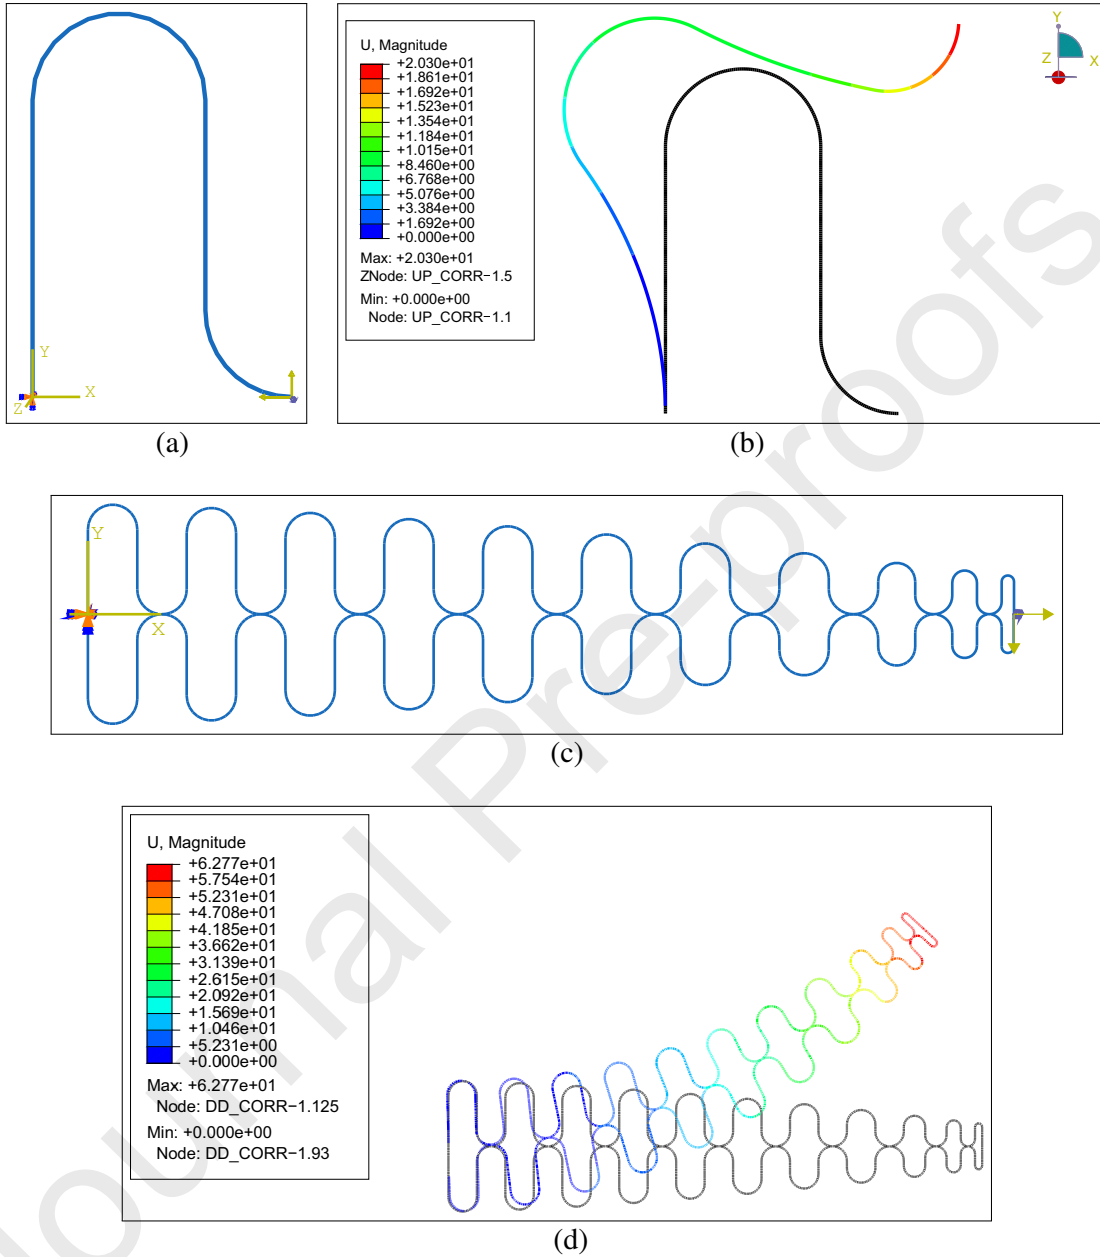 Y
X
Z
(a)
U, Magnitude
+2.030e+01
+1.861e+01
+1.692e+01
+1.523e+01
+1.354e+01
+1.184e+01
+1.015e+01
+8.460e+00
+6.768e+00
+5.076e+00
+3.384e+00
+1.692e+00
+0.000e+00
Max: +2.030e+01
ZNode: UP_CORR-1.5
Min: +0.000e+00
Node: UP_CORR-1.1
Y
Z
X
(b)
Y
X
(c)
U, Magnitude
+6.277e+01
+5.754e+01
+5.231e+01
+4.708e+01
+4.185e+01
+3.662e+01
+3.139e+01
+2.615e+01
+2.092e+01
+1.569e+01
+1.046e+01
+5.231e+00
+0.000e+00
Max: +6.277e+01
Node: DD_CORR-1.125
Min: +0.000e+00
Node: DD_CORR-1.93
(d)
Journal Pre-proofs